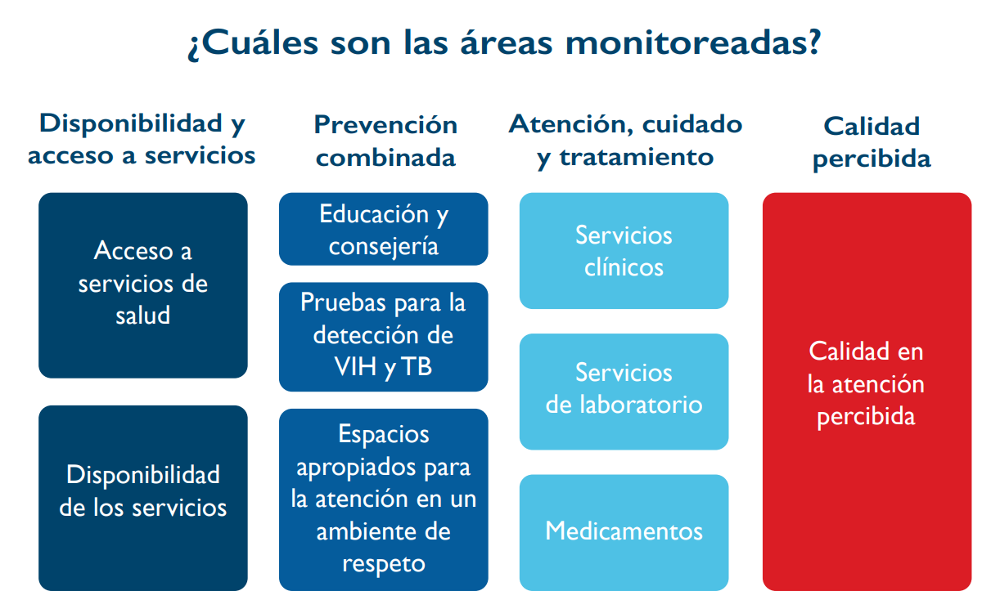 ¿Cuáles son las áreas monitoreadas?
Disponibilidad y
acceso a servicios
Acceso a
servicios de
salud
Disponibilidad
de los servicios
Prevención
combinada
Educación y
consejería
Pruebas para la
detección de
VIH y TB
Espacios
apropiados para
la atención en un
ambiente de
respeto
Atención, cuidado
y tratamiento
Servicios
clínicos
Servicios
de laboratorio
Medicamentos
Calidad
percibida
Calidad en
la atención
percibida